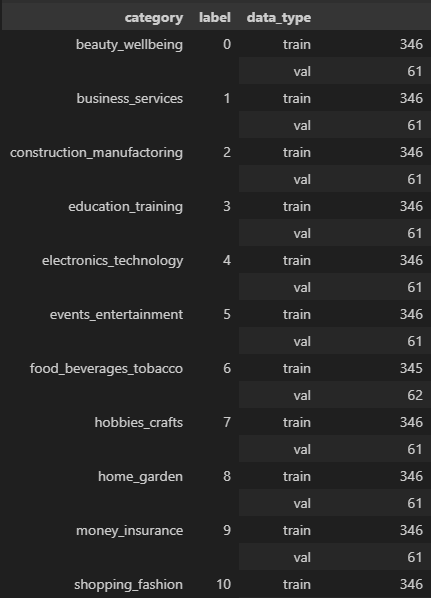 category label data_type
beauty_wellbeing 0 train 346
val 61
business_services 1 train 346
val 61
construction_manufactoring 2 train 346
val 61
education_training 3 train 346
val 61
electronics_technology 4 train 346
val 61
events_entertainment 5 train 346
val 61
food_beverages_tobacco 6 train 345
val 62
hobbies_crafts 7 train 346
val 61
home_garden 8 train 346
val 61
money_insurance 9 train 346
val 61
shopping_fashion 10 train 346